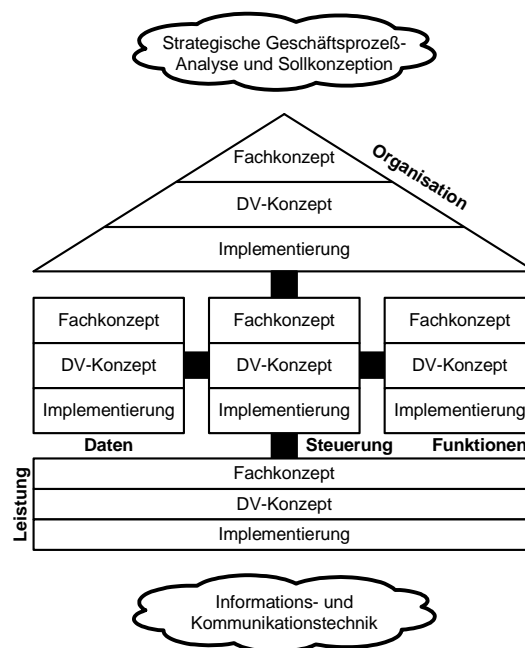 Strategische Geschäftsprozeß-
Analyse und Sollkonzeption
Organisation
Fachkonzept
DV-Konzept
Implementierung
Fachkonzept
Fachkonzept
Fachkonzept
DV-Konzept
DV-Konzept
DV-Konzept
Implementierung
Implementierung
Implementierung
Daten
Steuerung
Funktionen
Leistung
Fachkonzept
DV-Konzept
Implementierung
Informations- und
Kommunikationstechnik